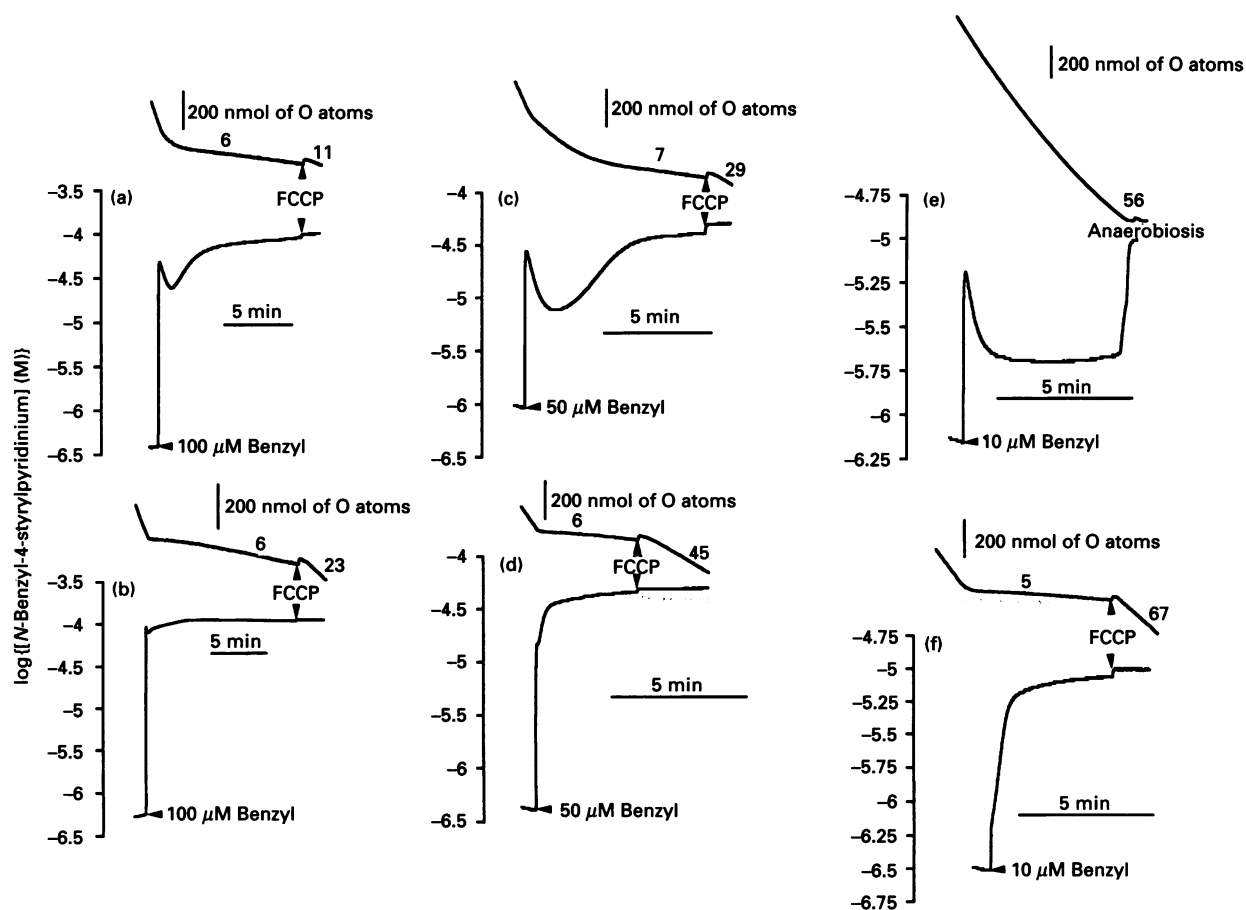 log{[N-Benzyl-4-styrylpyridinium] (M)}
(a)
200 nmol of O atoms
6
11
FCCP
-3.5
-4
-4.5
-5
-5.5
-6
-6.5
5 min
100 μM Benzyl
(b)
200 nmol of O atoms
6
23
FCCP
-3.5
-4
-4.5
-5
-5.5
-6
-6.5
5 min
100 μM Benzyl
(c)
200 nmol of O atoms
7
29
FCCP
-4
-4.5
-5
-5.5
-6
-6.5
5 min
50 μM Benzyl
(d)
200 nmol of O atoms
6
45
FCCP
-4
-4.5
-5
-5.5
-6
-6.5
5 min
50 μM Benzyl
(e)
200 nmol of O atoms
56
Anaerobiosis
-4.75
-5
-5.25
-5.5
-5.75
-6
-6.25
5 min
10 μM Benzyl
(f)
200 nmol of O atoms
5
67
FCCP
-4.75
-5
-5.25
-5.5
-5.75
-6
-6.25
-6.5
-6.75
5 min
10 μM Benzyl